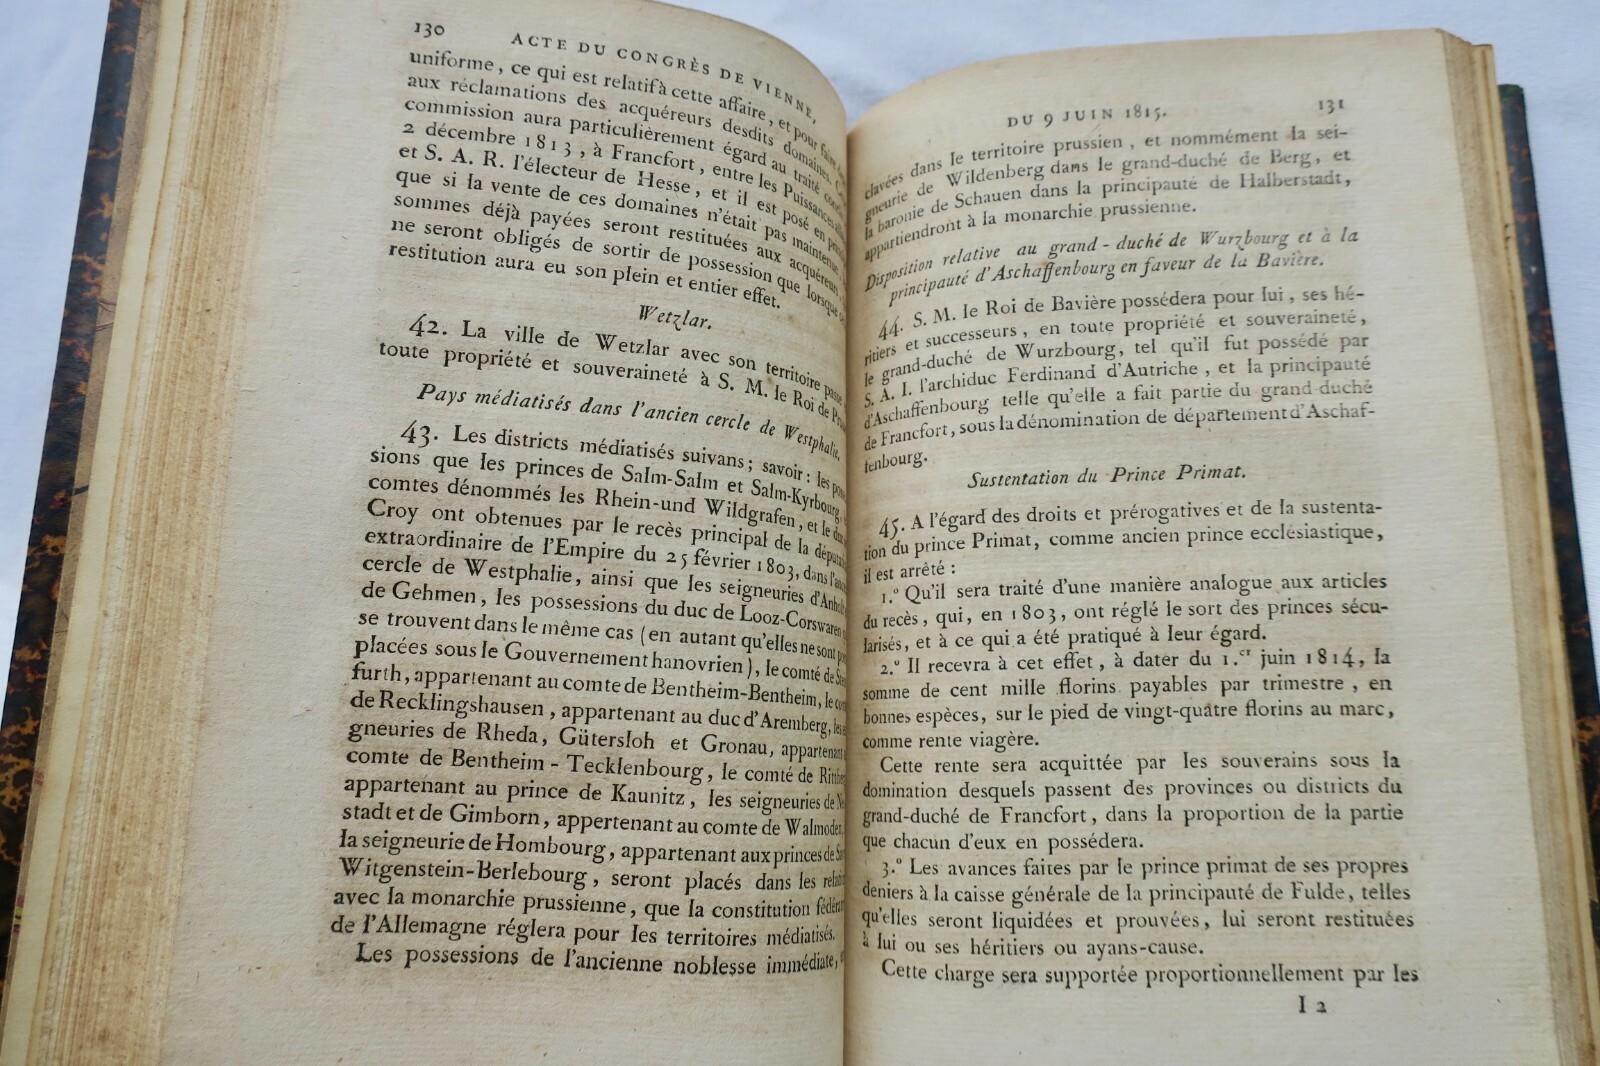 130 ACTE DU CONGRÈS DE VIENNE,
uniforme, ce qui est relatif à cette affaire, et pour faire
aux réclamations des acquéreurs desdits domaines.
commission aura particulièrement égard au traité
2 décembre 1813, à Francfort, entre les Puissances
et S. A. R. l'électeur de Hesse, et il est posé en
que si la vente de ces domaines n'était pas maintenue,
sommes déjà payées seront restituées aux acquéreurs,
ne seront obligés de sortir de possession que lorsque
restitution aura eu son plein et entier effet.
Wetzlar.
42. La ville de Wetzlar avec son territoire passe
toute propriété et souveraineté à S. M. le Roi de
Pays médiatisés dans l'ancien cercle de Westphalie.
43. Les districts médiatisés suivans; savoir: les
sions que les princes de Salm-Salm et Salm-Kyrbourg,
comtes dénommés les Rhein-und Wildgrafen, et le
Croy ont obtenues par le recès principal de la
extraordinaire de l'Empire du 25 février 1803, dans
cercle de Westphalie, ainsi que les seigneuries
de Gehmen, les possessions du duc de Looz-Corswaren
se trouvent dans le même cas (en autant qu'elles ne sont
placées sous le Gouvernement hanovrien), le comté de
furth, appartenant au comte de Bentheim-Bentheim, le
de Recklingshausen, appartenant au duc d'Aremberg, les
gneuries de Rheda, Gütersloh et Gronau, appartenant
comte de Bentheim-Tecklenbourg, le comté de
appartenant au prince de Kaunitz, les seigneuries de
stadt et de Gimborn, appertenant au comte de Walmoden,
la seigneurie de Hombourg, appartenant aux princes de
Witgenstein-Berlebourg, seront placés dans les
avec la monarchie prussienne, que la constitution
de l'Allemagne réglera pour les territoires médiatisés.
Les possessions de l'ancienne noblesse immédiate,
DU 9 JUIN 1815. 131
clavées dans le territoire prussien, et nommément la sei-
gneurie de Wildenberg dans le grand-duché de Berg, et
la baronie de Schauen dans la principauté de Halberstadt,
appartiendront à la monarchie prussienne.
Disposition relative au grand-duché de Wurzbourg et à la
principauté d'Aschaffenbourg en faveur de la Bavière.
44. S. M. le Roi de Bavière possédera pour lui, ses hé-
ritiers et successeurs, en toute propriété et souveraineté,
le grand-duché de Wurzbourg, tel qu'il fut possédé par
S. A. I. l'archiduc Ferdinand d'Autriche, et la principauté
d'Aschaffenbourg telle qu'elle a fait partie du grand-duché
de Francfort, sous la dénomination de département d'Aschaf-
fenbourg.
Sustentation du Prince Primat.
45. A l'égard des droits et prérogatives et de la sustenta-
tion du prince Primat, comme ancien prince ecclésiastique,
il est arrêté :
1.° Qu'il sera traité d'une manière analogue aux articles
du recès, qui, en 1803, ont réglé le sort des princes sécu-
larisés, et à ce qui a été pratiqué à leur égard.
2.° Il recevra à cet effet, à dater du 1.er juin 1814, la
somme de cent mille florins payables par trimestre, en
bonnes espèces, sur le pied de vingt-quatre florins au marc,
comme rente viagère.
Cette rente sera acquittée par les souverains sous la
domination desquels passent des provinces ou districts du
grand-duché de Francfort, dans la proportion de la partie
que chacun d'eux en possédera.
3.° Les avances faites par le prince primat de ses propres
deniers à la caisse générale de la principauté de Fulde, telles
qu'elles seront liquidées et prouvées, lui seront restituées
à lui ou ses héritiers ou ayans-cause.
Cette charge sera supportée proportionnellement par les
I 2